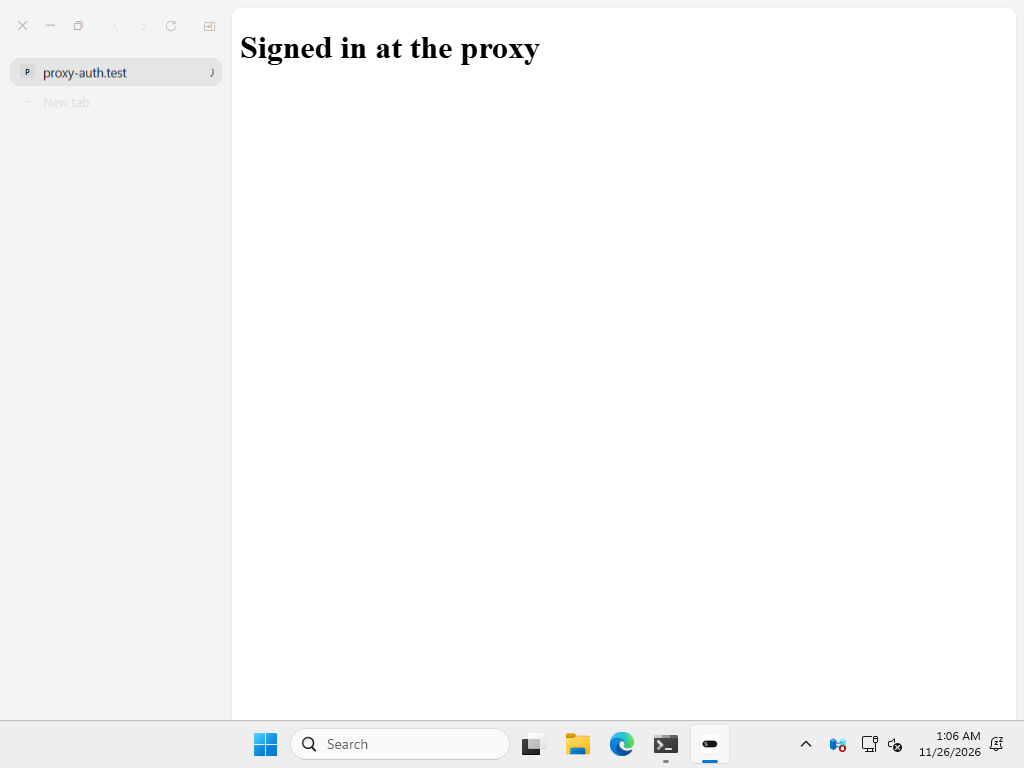 P proxy-auth.test
New tab
Signed in at the proxy
Search
1:06 AM
11/26/2026